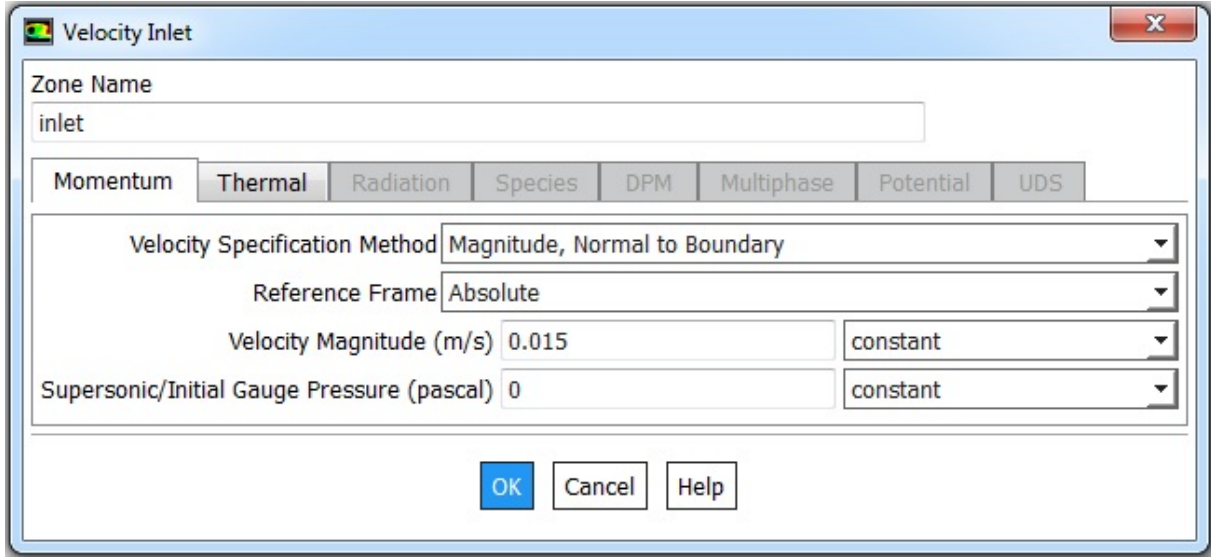 Velocity Inlet
Zone Name
inlet
Momentum Thermal Radiation Species DPM Multiphase Potential UDS
Velocity Specification Method Magnitude, Normal to Boundary
Reference Frame Absolute
Velocity Magnitude (m/s) 0.015 constant
Supersonic/Initial Gauge Pressure (pascal) 0 constant
OK Cancel Help